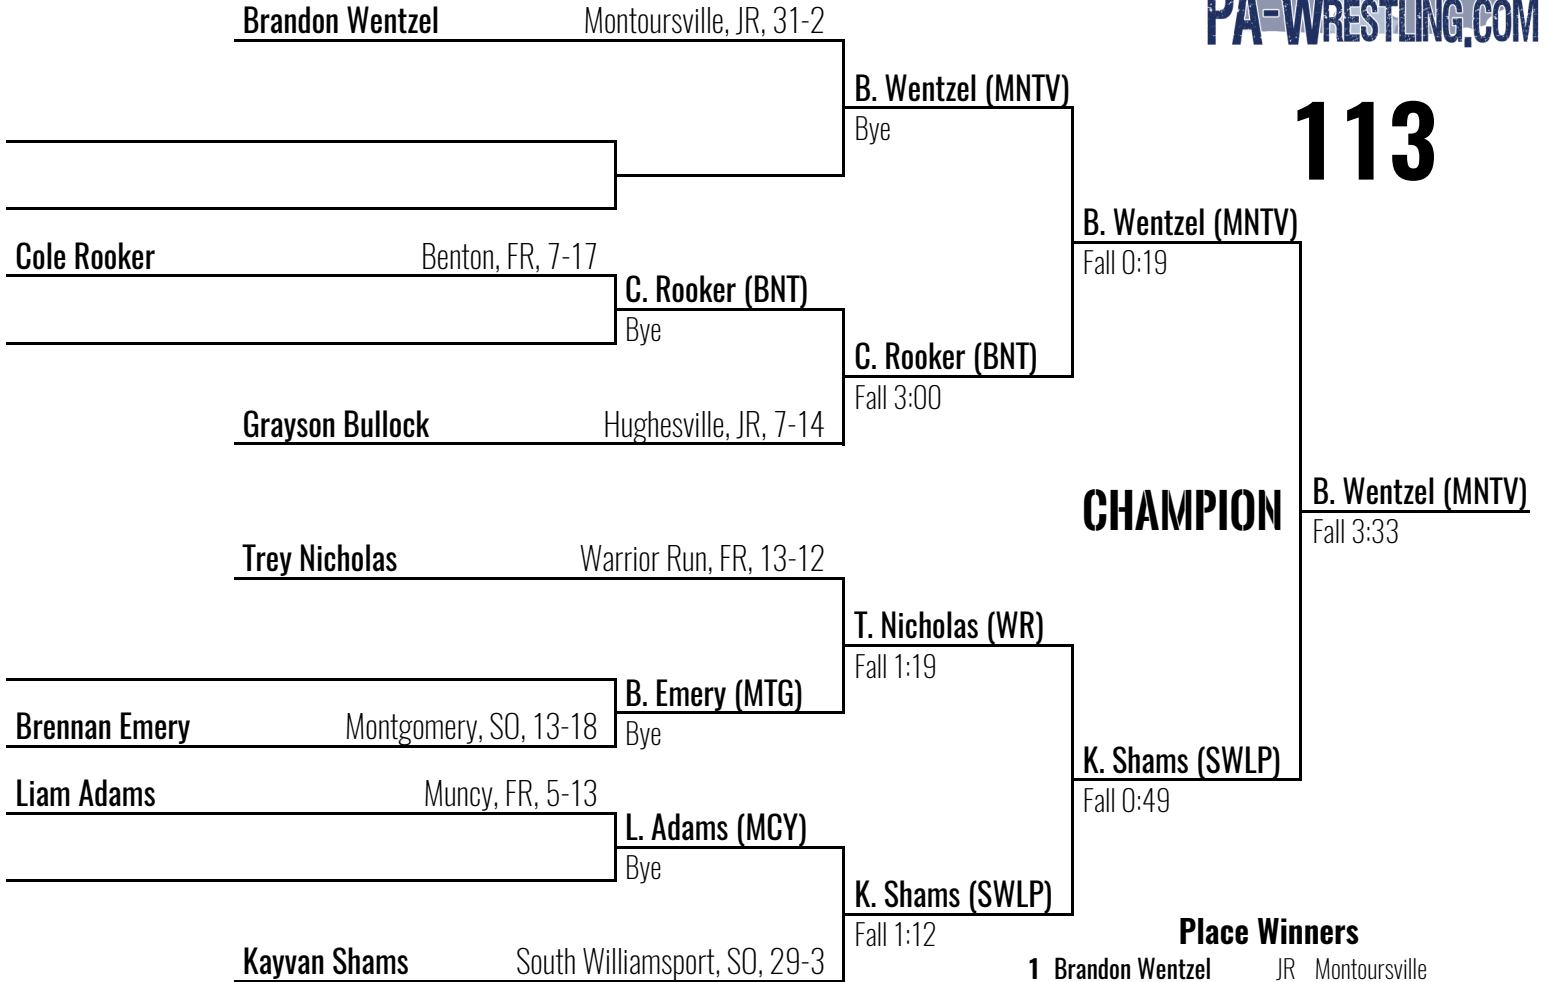 Brandon Wentzel Montoursville, JR, 31-2
PA-WRESTLING.COM
B. Wentzel (MNTV)
Bye
113
B. Wentzel (MNTV)
Fall 0:19
Cole Rooker Benton, FR, 7-17
C. Rooker (BNT)
Bye
C. Rooker (BNT)
Fall 3:00
Grayson Bullock Hughesville, JR, 7-14
CHAMPION
B. Wentzel (MNTV)
Fall 3:33
Trey Nicholas Warrior Run, FR, 13-12
T. Nicholas (WR)
Fall 1:19
B. Emery (MTG)
Bye
Brennan Emery Montgomery, SO, 13-18
K. Shams (SWLP)
Fall 0:49
Liam Adams Muncy, FR, 5-13
L. Adams (MCY)
Bye
K. Shams (SWLP)
Fall 1:12
Kayvan Shams South Williamsport, SO, 29-3
Place Winners
1 Brandon Wentzel JR Montoursville